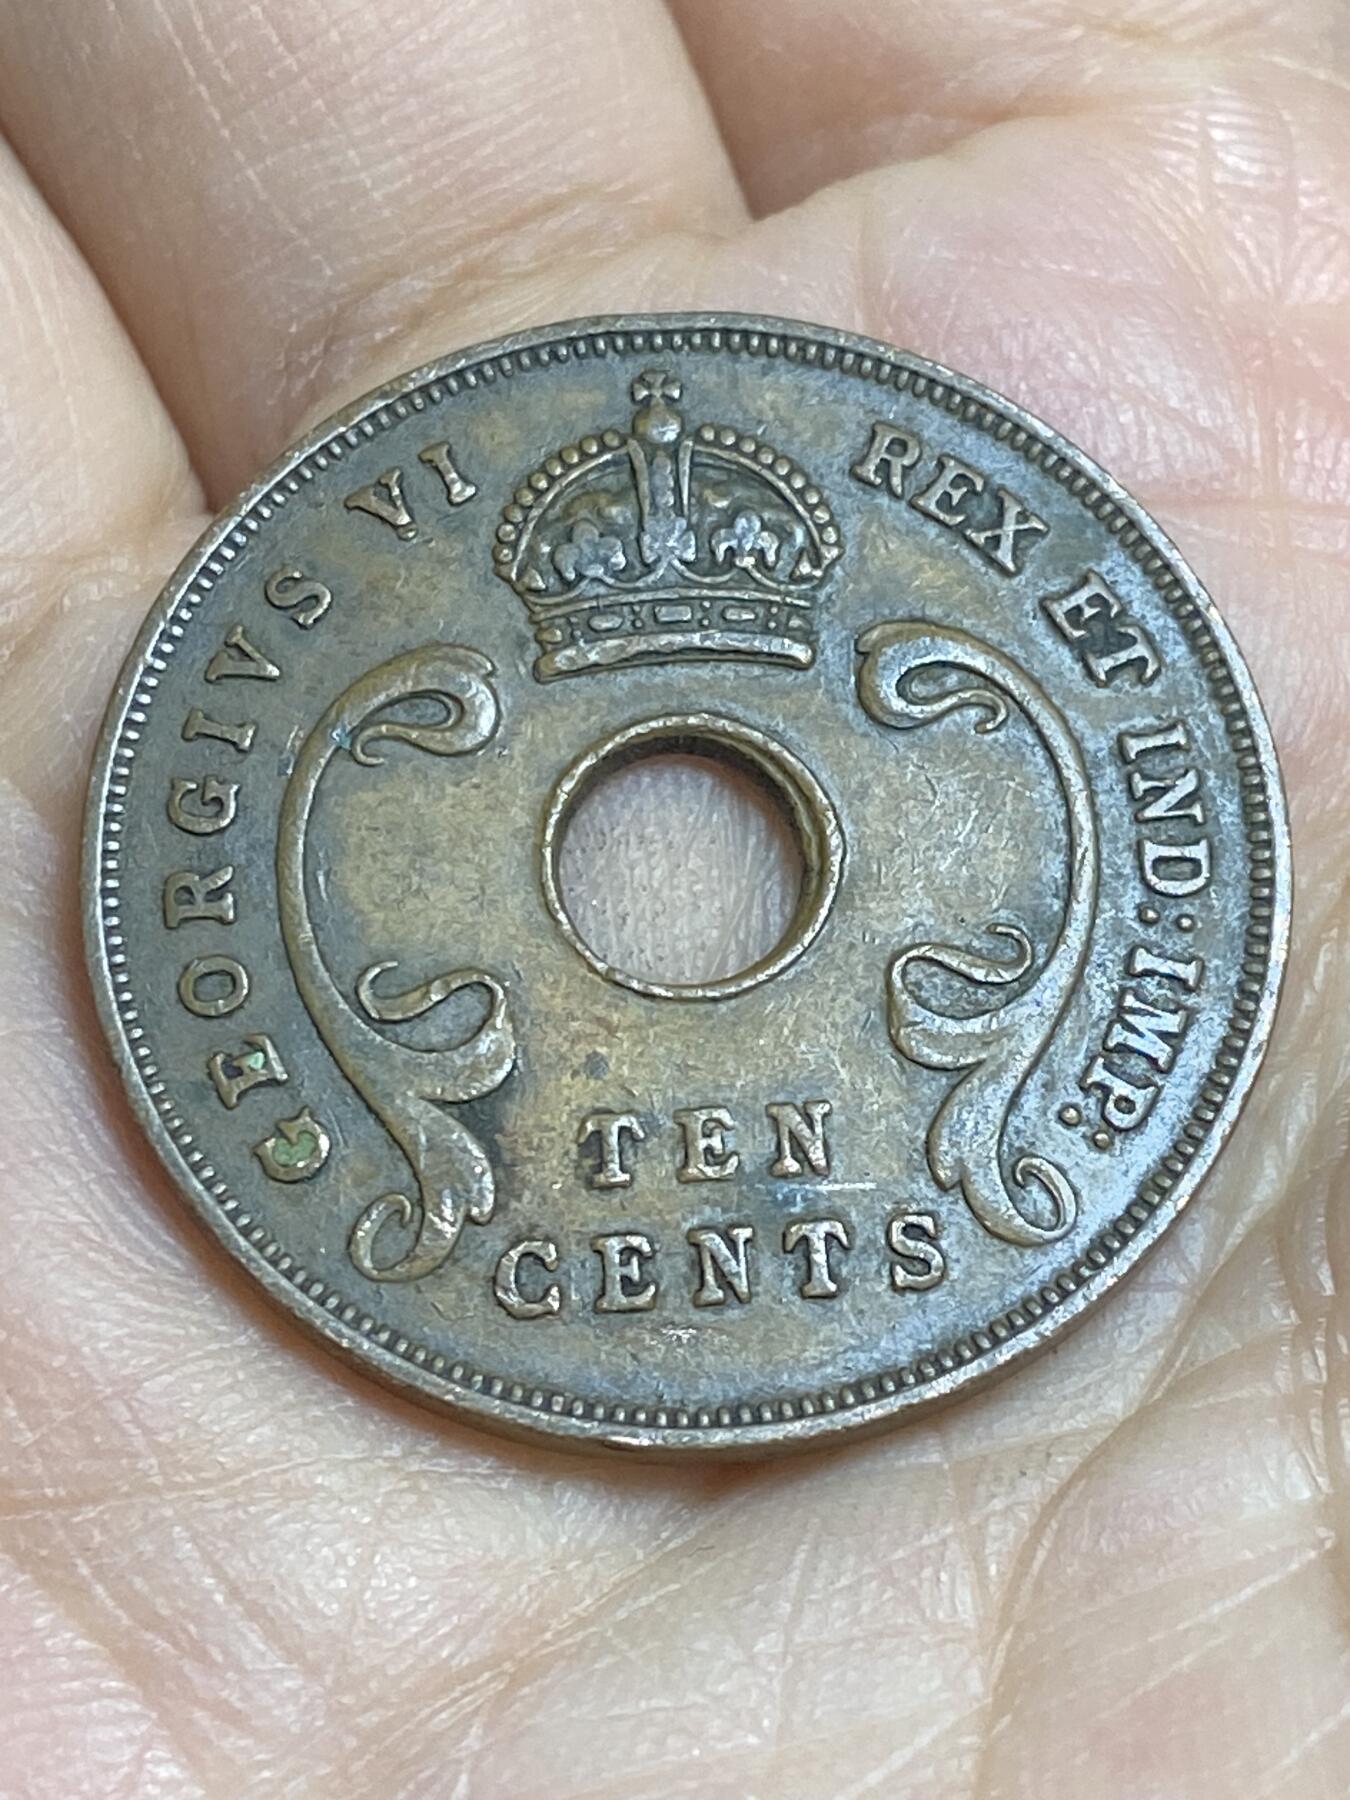 GEORGIVS VI REX ET IND:IMP:
TEN
CENTS